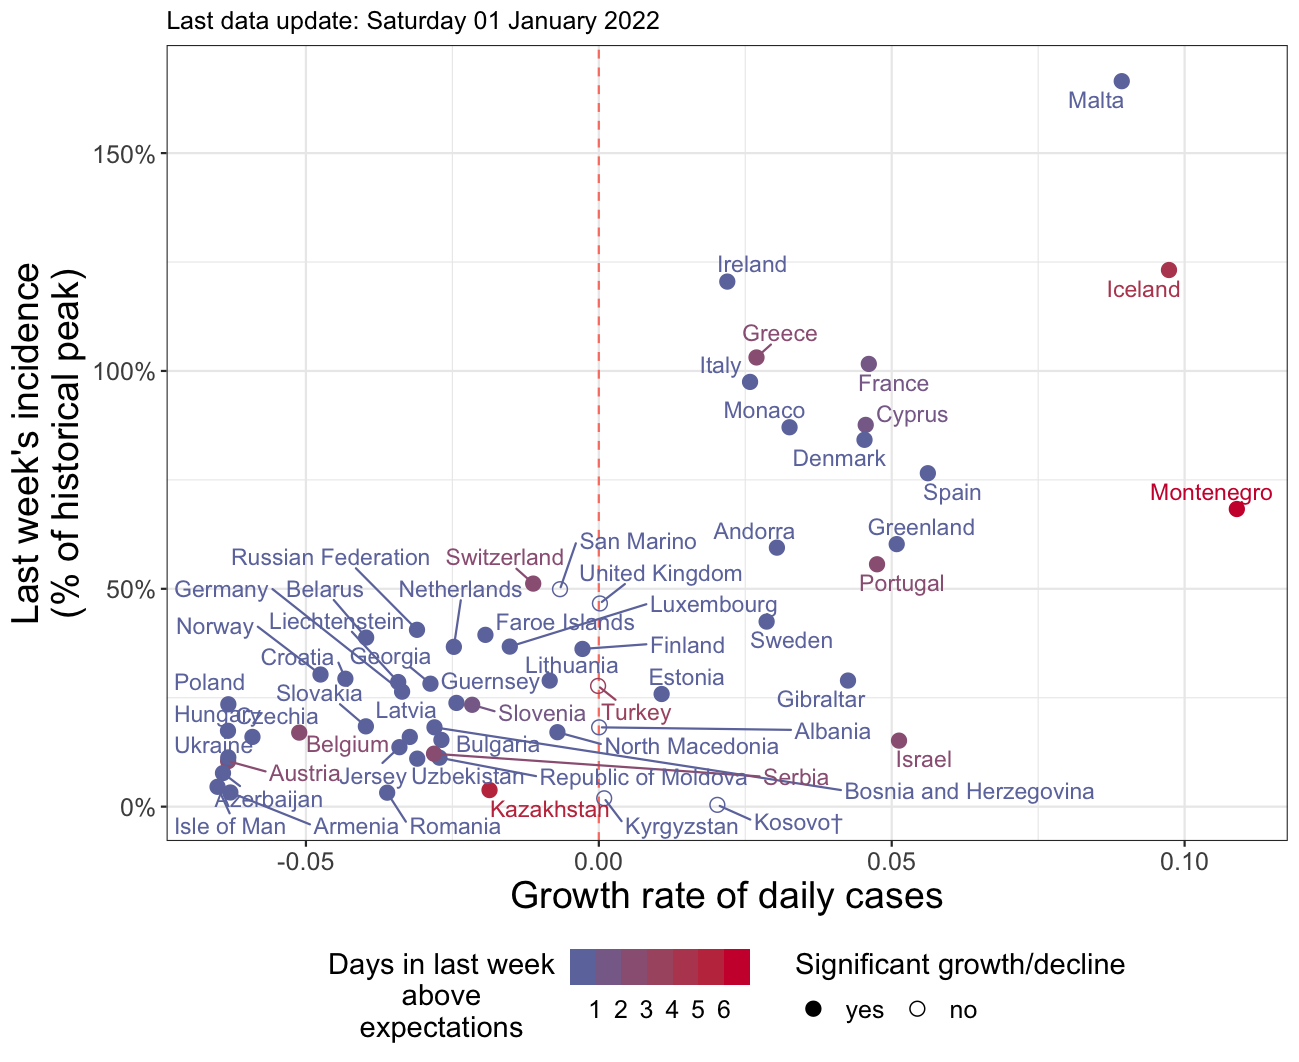 Last data update: Saturday 01 January 2022
Last week's incidence
(% of historical peak)
150%
100%
50%
0%
Malta
Ireland
Iceland
Greece
Italy
France
Monaco
Cyprus
Denmark
Spain
Montenegro
Andorra
Greenland
San Marino
Russian Federation
Switzerland
United Kingdom
Portugal
Germany
Belarus
Netherlands
Luxembourg
Norway
Liechtenstein
Faroe Islands
Sweden
Finland
Croatia
Georgia
Lithuania
Poland
Guernsey
Estonia
Slovakia
Gibraltar
Hungary
Czechia
Latvia
Slovenia
Turkey
Albania
Ukraine
Belgium
Bulgaria
North Macedonia
Israel
Austria
Jersey
Uzbekistan
Republic of Moldova
Serbia
Bosnia and Herzegovina
Azerbaijan
Kazakhstan
Isle of Man
Armenia
Romania
Kyrgyzstan
Kosovo†
-0.05
0.00
0.05
0.10
Growth rate of daily cases
Days in last week
above
expectations
1 2 3 4 5 6
Significant growth/decline
yes
no